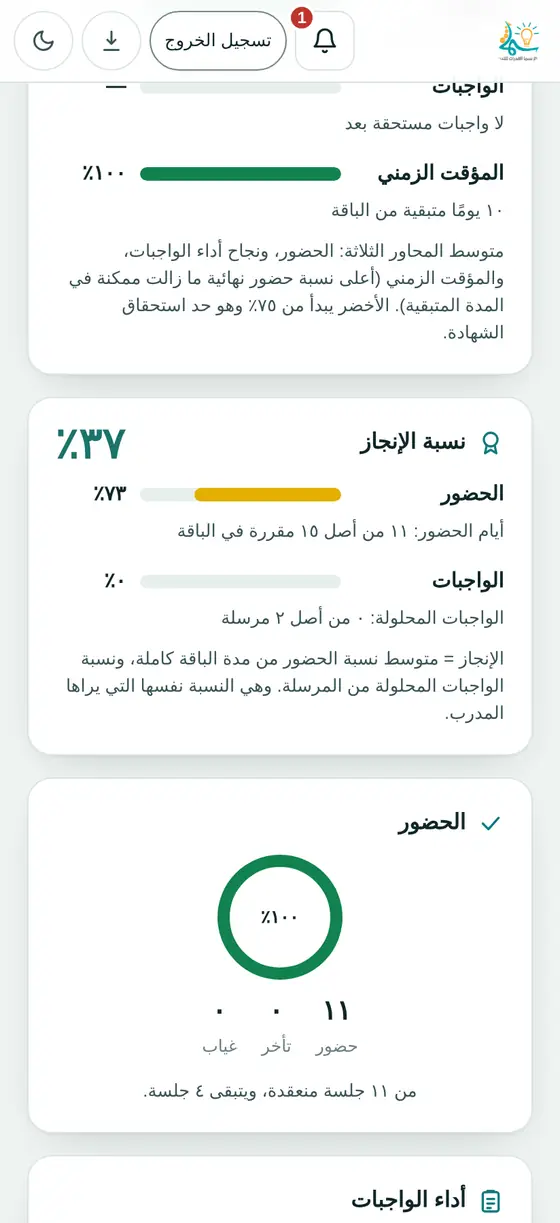 تسجيل الخروج
1
الواجبات
—
لا واجبات مستحقة بعد
المؤقت الزمني
٪١٠٠
١٠ يومًا متبقية من الباقة
متوسط المحاور الثلاثة: الحضور، ونجاح أداء الواجبات،
والمؤقت الزمني (أعلى نسبة حضور نهائية ما زالت ممكنة في
المدة المتبقية). الأخضر يبدأ من ٧٥٪ وهو حد استحقاق
الشهادة.
نسبة الإنجاز
٪٣٧
الحضور
٪٧٣
أيام الحضور: ١١ من أصل ١٥ مقررة في الباقة
الواجبات
٪٠
الواجبات المحلولة: ٠ من أصل ٢ مرسلة
الإنجاز = متوسط نسبة الحضور من مدة الباقة كاملة، ونسبة
الواجبات المحلولة من المرسلة. وهي النسبة نفسها التي يراها
المدرب.
الحضور
٪١٠٠
١١ ٠ ٠
حضور تأخر غياب
من ١١ جلسة منعقدة، ويتبقى ٤ جلسة.
أداء الواجبات